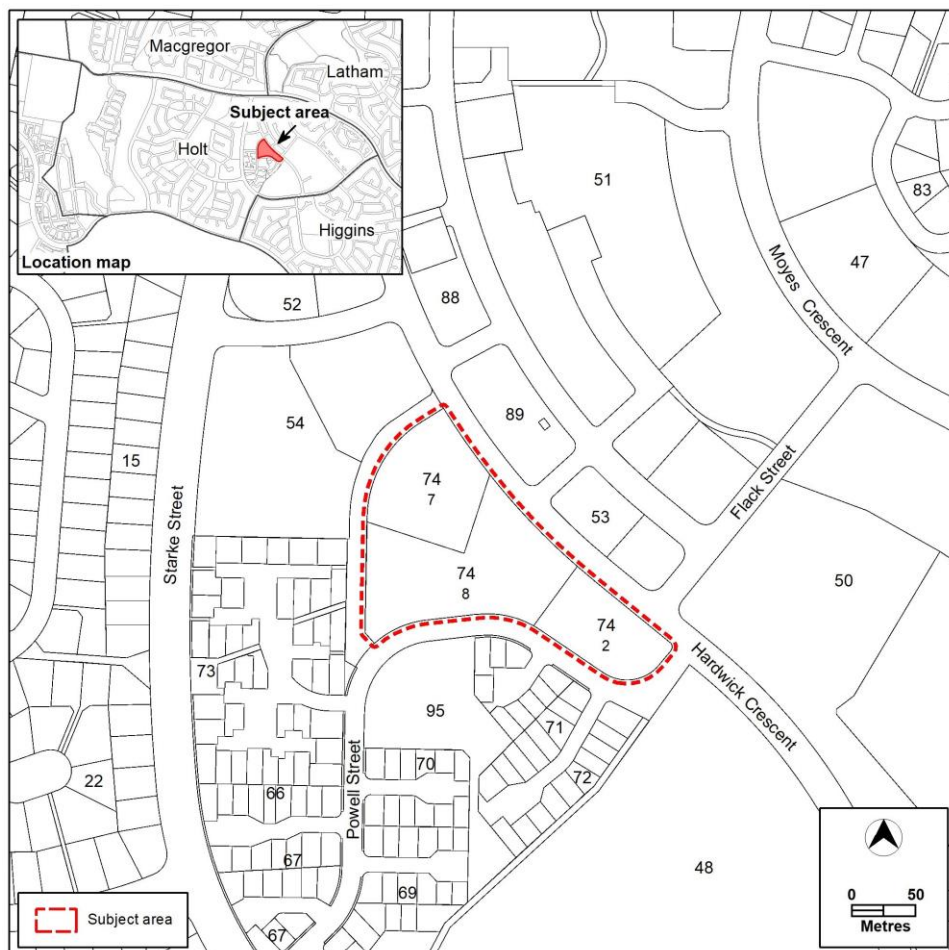 Macgregor
Latham
Subject area
Holt
Higgins
Location map
51
83
47
Moyes Crescent
52
88
54
89
15
74
7
53
Flack Street
Starke Street
50
74
8
74
2
73
Hardwick Crescent
95
71
70
72
22
66
Powell Street
67
48
69
67
Subject area
0 50
Metres